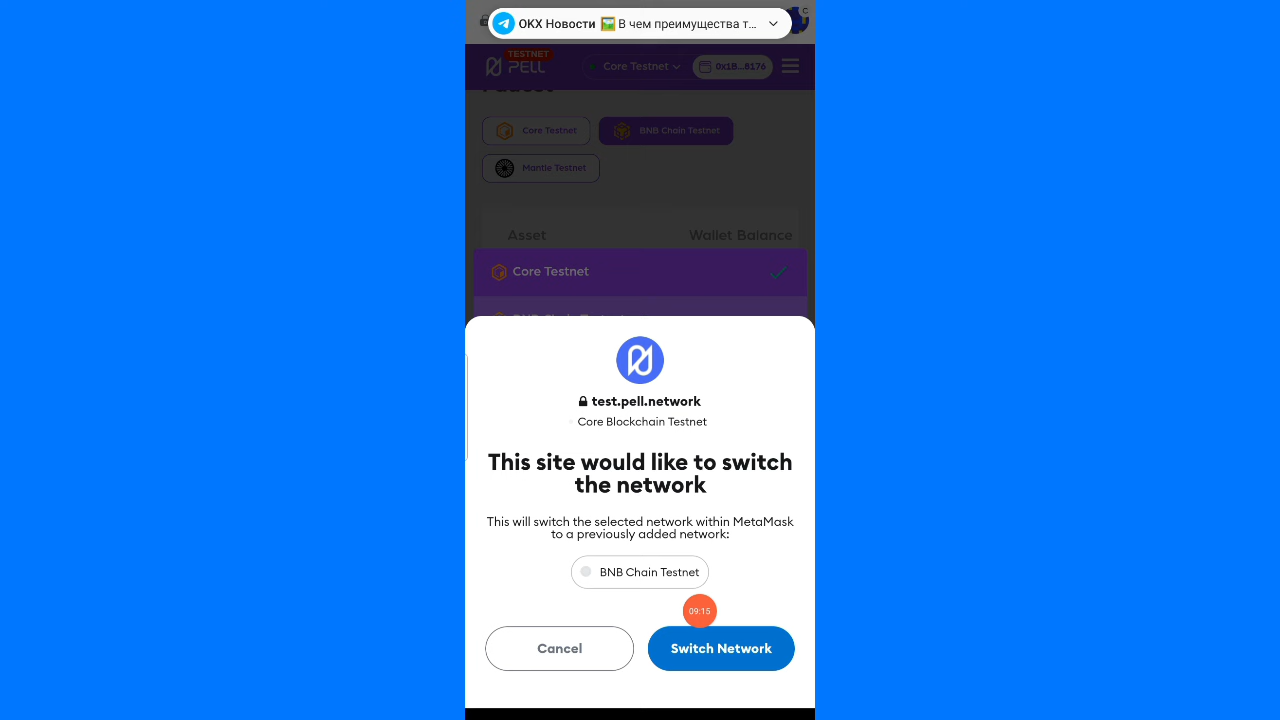 OKX Новости 🖼️ В чем преимущества т...
TESTNET
PELL
Core Testnet
0x1B...8176
Core Testnet
BNB Chain Testnet
Mantle Testnet
Asset
Wallet Balance
Core Testnet
test.pell.network
Core Blockchain Testnet
This site would like to switch
the network
This will switch the selected network within MetaMask
to a previously added network:
BNB Chain Testnet
09:15
Cancel
Switch Network